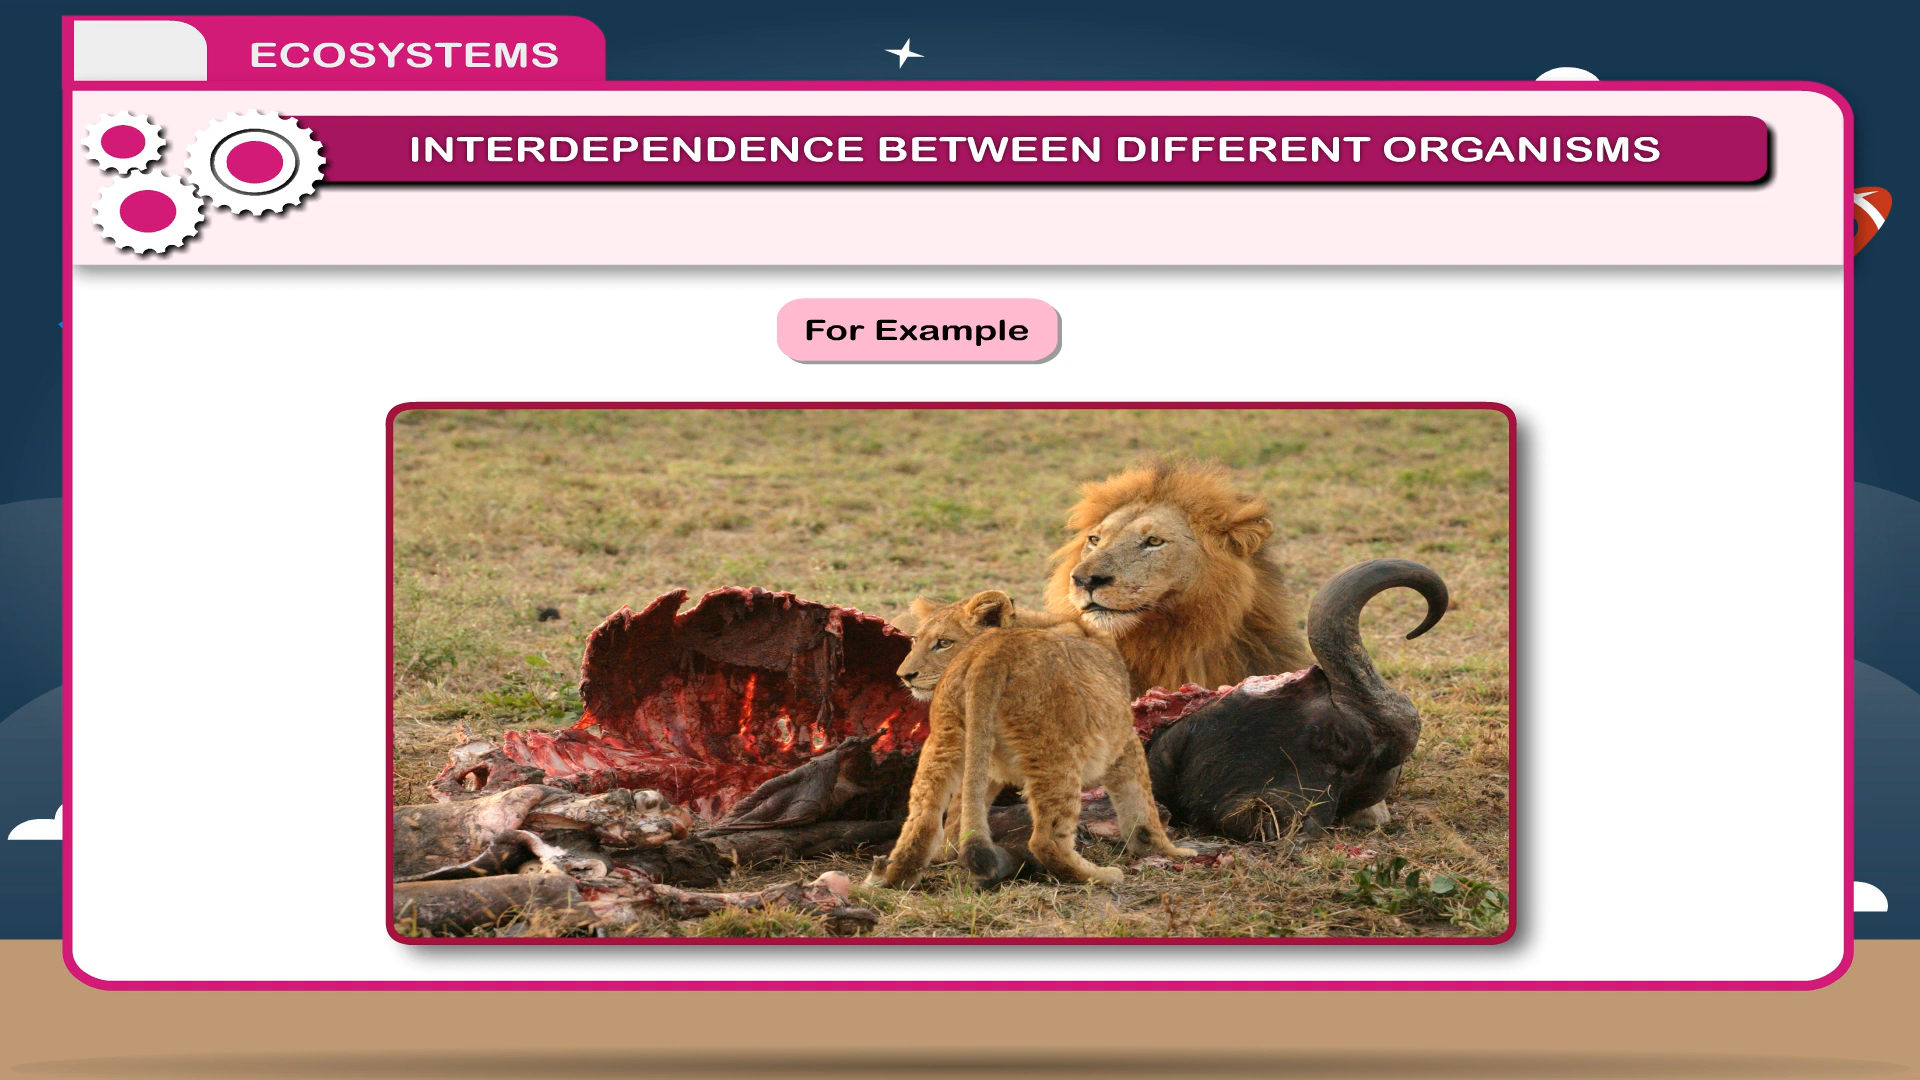 ECOSYSTEMS
INTERDEPENDENCE BETWEEN DIFFERENT ORGANISMS
For Example